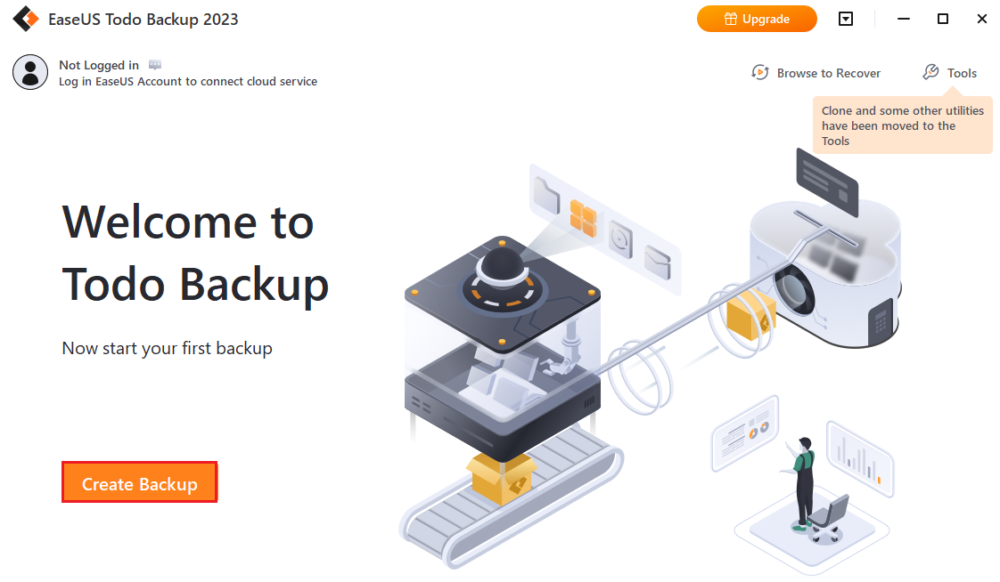 EaseUS Todo Backup 2023
Upgrade
Not Logged in
Log in EaseUS Account to connect cloud service
Browse to Recover
Tools
Clone and some other utilities
have been moved to the
Tools
Welcome to
Todo Backup
Now start your first backup
Create Backup